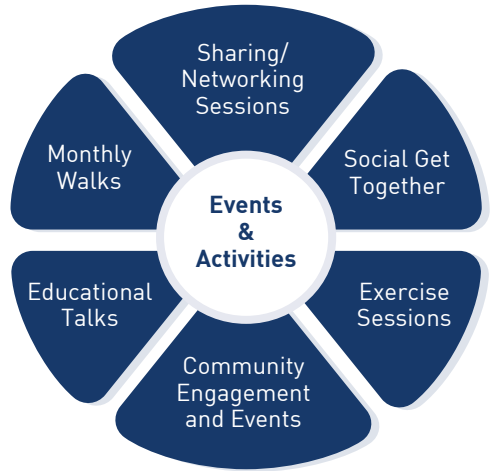 Sharing/
Networking
Sessions
Monthly
Walks
Social Get
Together
Events
&
Activities
Educational
Talks
Exercise
Sessions
Community
Engagement
and Events